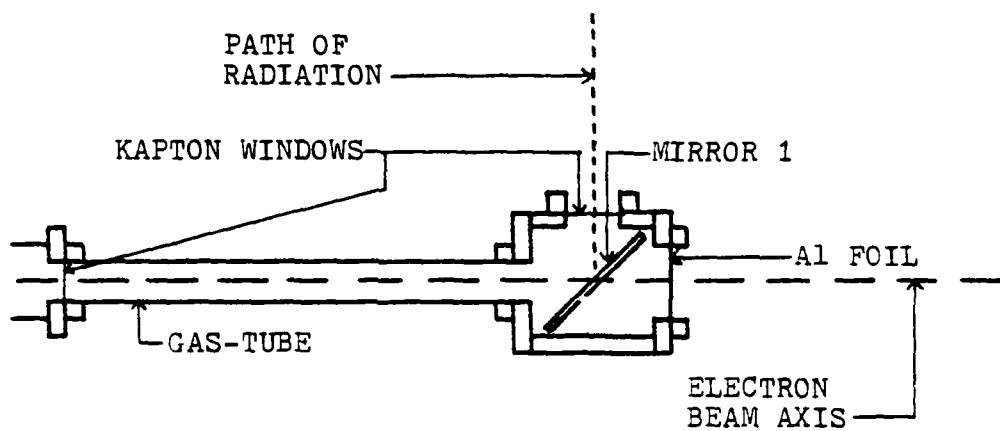 PATH OF
RADIATION
KAPTON WINDOWS
MIRROR 1
Al FOIL
GAS-TUBE
ELECTRON
BEAM AXIS